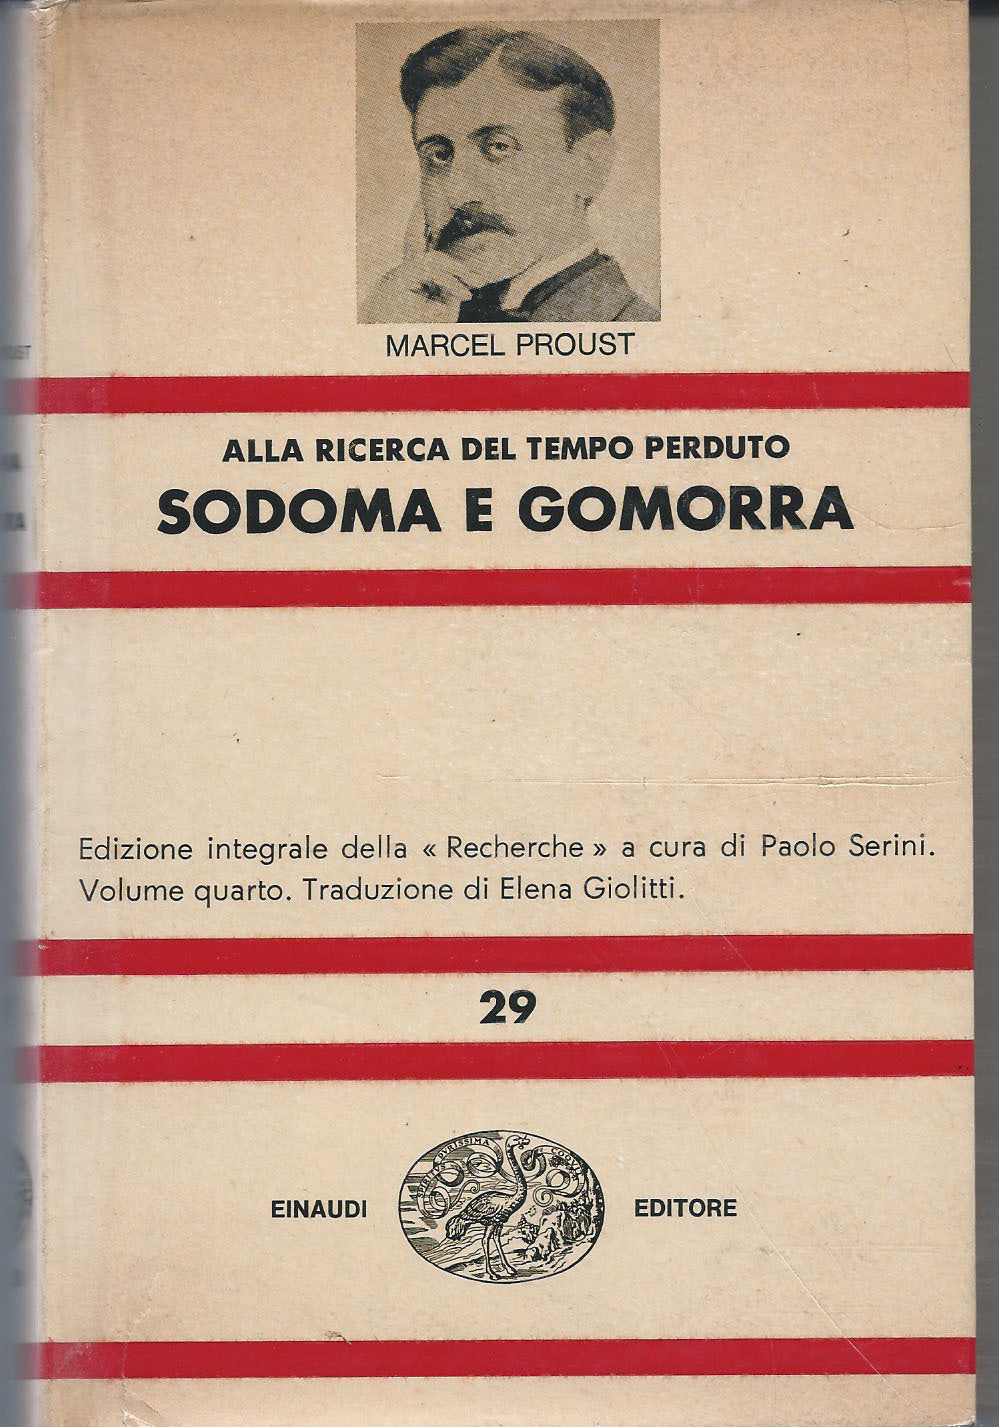 MARCEL PROUST
ALLA RICERCA DEL TEMPO PERDUTO
SODOMA E GOMORRA
Edizione integrale della « Recherche » a cura di Paolo Serini.
Volume quarto. Traduzione di Elena Giolitti.
29
EINAUDI
EDITORE